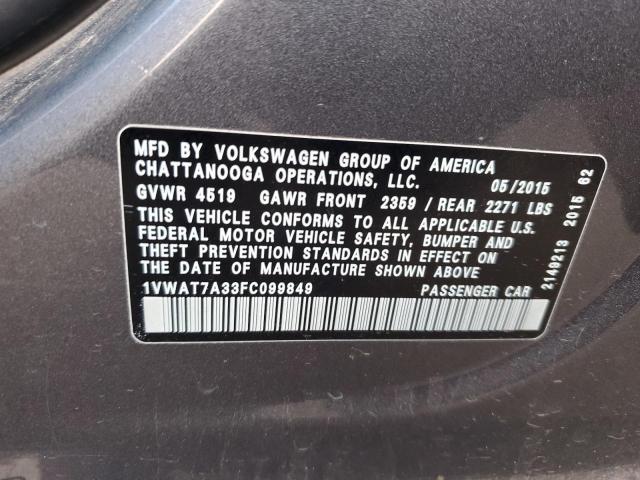 MFD BY VOLKSWAGEN GROUP OF AMERICA
CHATTANOOGA OPERATIONS, LLC. 05/2015
GVWR 4519 GAWR FRONT 2359 / REAR 2271 LBS
THIS VEHICLE CONFORMS TO ALL APPLICABLE U.S.
FEDERAL MOTOR VEHICLE SAFETY, BUMPER AND
THEFT PREVENTION STANDARDS IN EFFECT ON
THE DATE OF MANUFACTURE SHOWN ABOVE
1VWAT7A33FC099849 PASSENGER CAR
2149213 2015 62